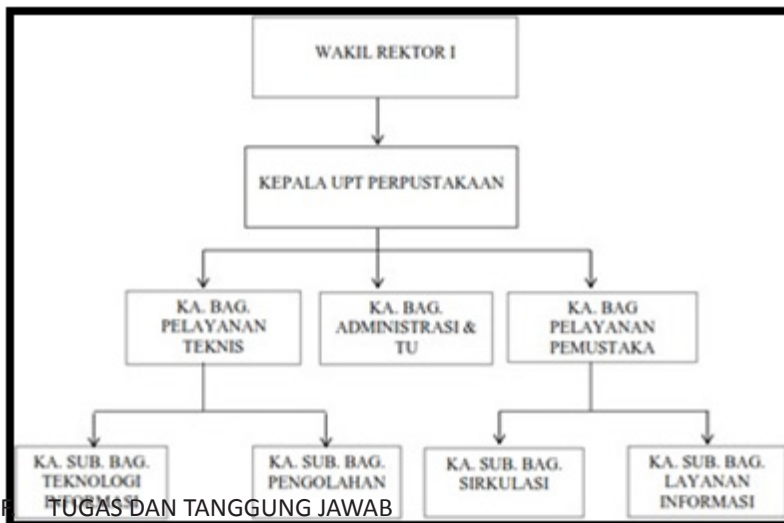 WAKIL REKTOR I
KEPALA UPT PERPUSTAKAAN
KA. BAG.
PELAYANAN
TEKNIS
KA. BAG.
ADMINISTRASI &
TU
KA. BAG
PELAYANAN
PEMUSTAKA
KA. SUB. BAG.
TEKNOLOGI
INFORMASI
KA. SUB. BAG.
PENGOLAHAN
KA. SUB. BAG.
SIRKULASI
KA. SUB. BAG.
LAYANAN
INFORMASI
F. TUGAS DAN TANGGUNG JAWAB